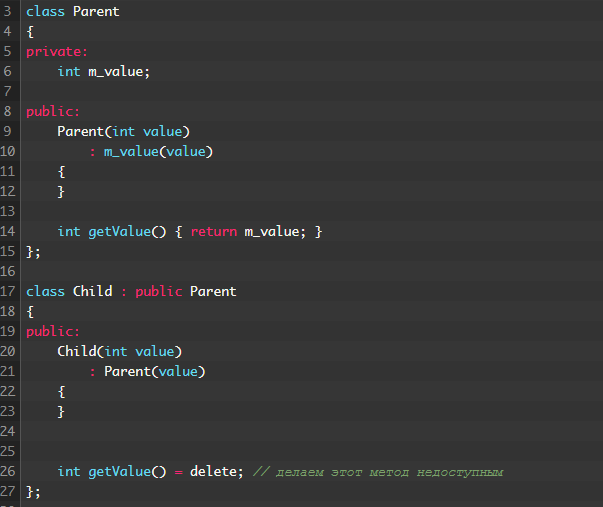 3 class Parent
4 {
5 private:
6     int m_value;
7
8 public:
9     Parent(int value)
10         : m_value(value)
11     {
12     }
13
14     int getValue() { return m_value; }
15 };
16
17 class Child : public Parent
18 {
19 public:
20     Child(int value)
21         : Parent(value)
22     {
23     }
24
25
26     int getValue() = delete; // делаем этот метод недоступным
27 };